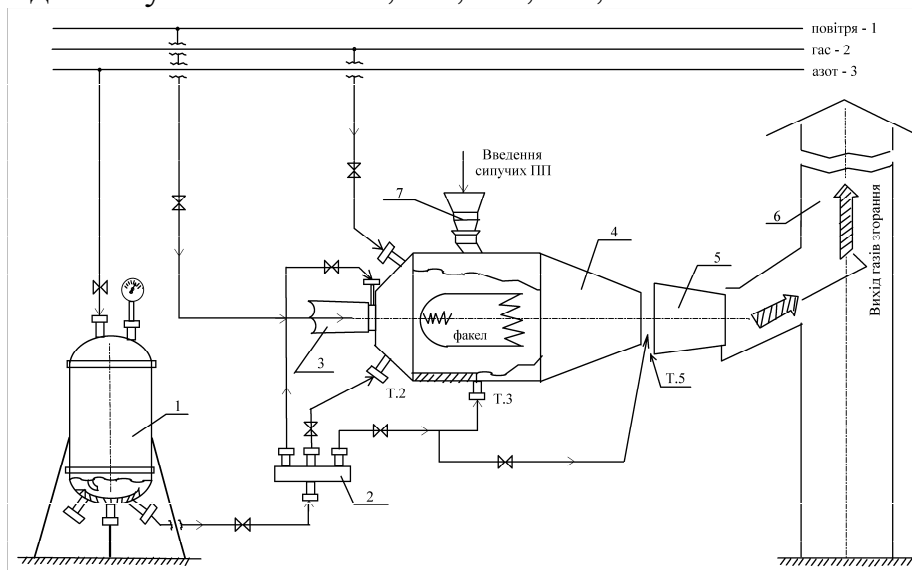 повітря - 1
гас - 2
азот - 3
Введення
сипучих ПП
7
4
6
5
Вихід газів згорання
факел
3
Т.2
Т.3
Т.5
1
2